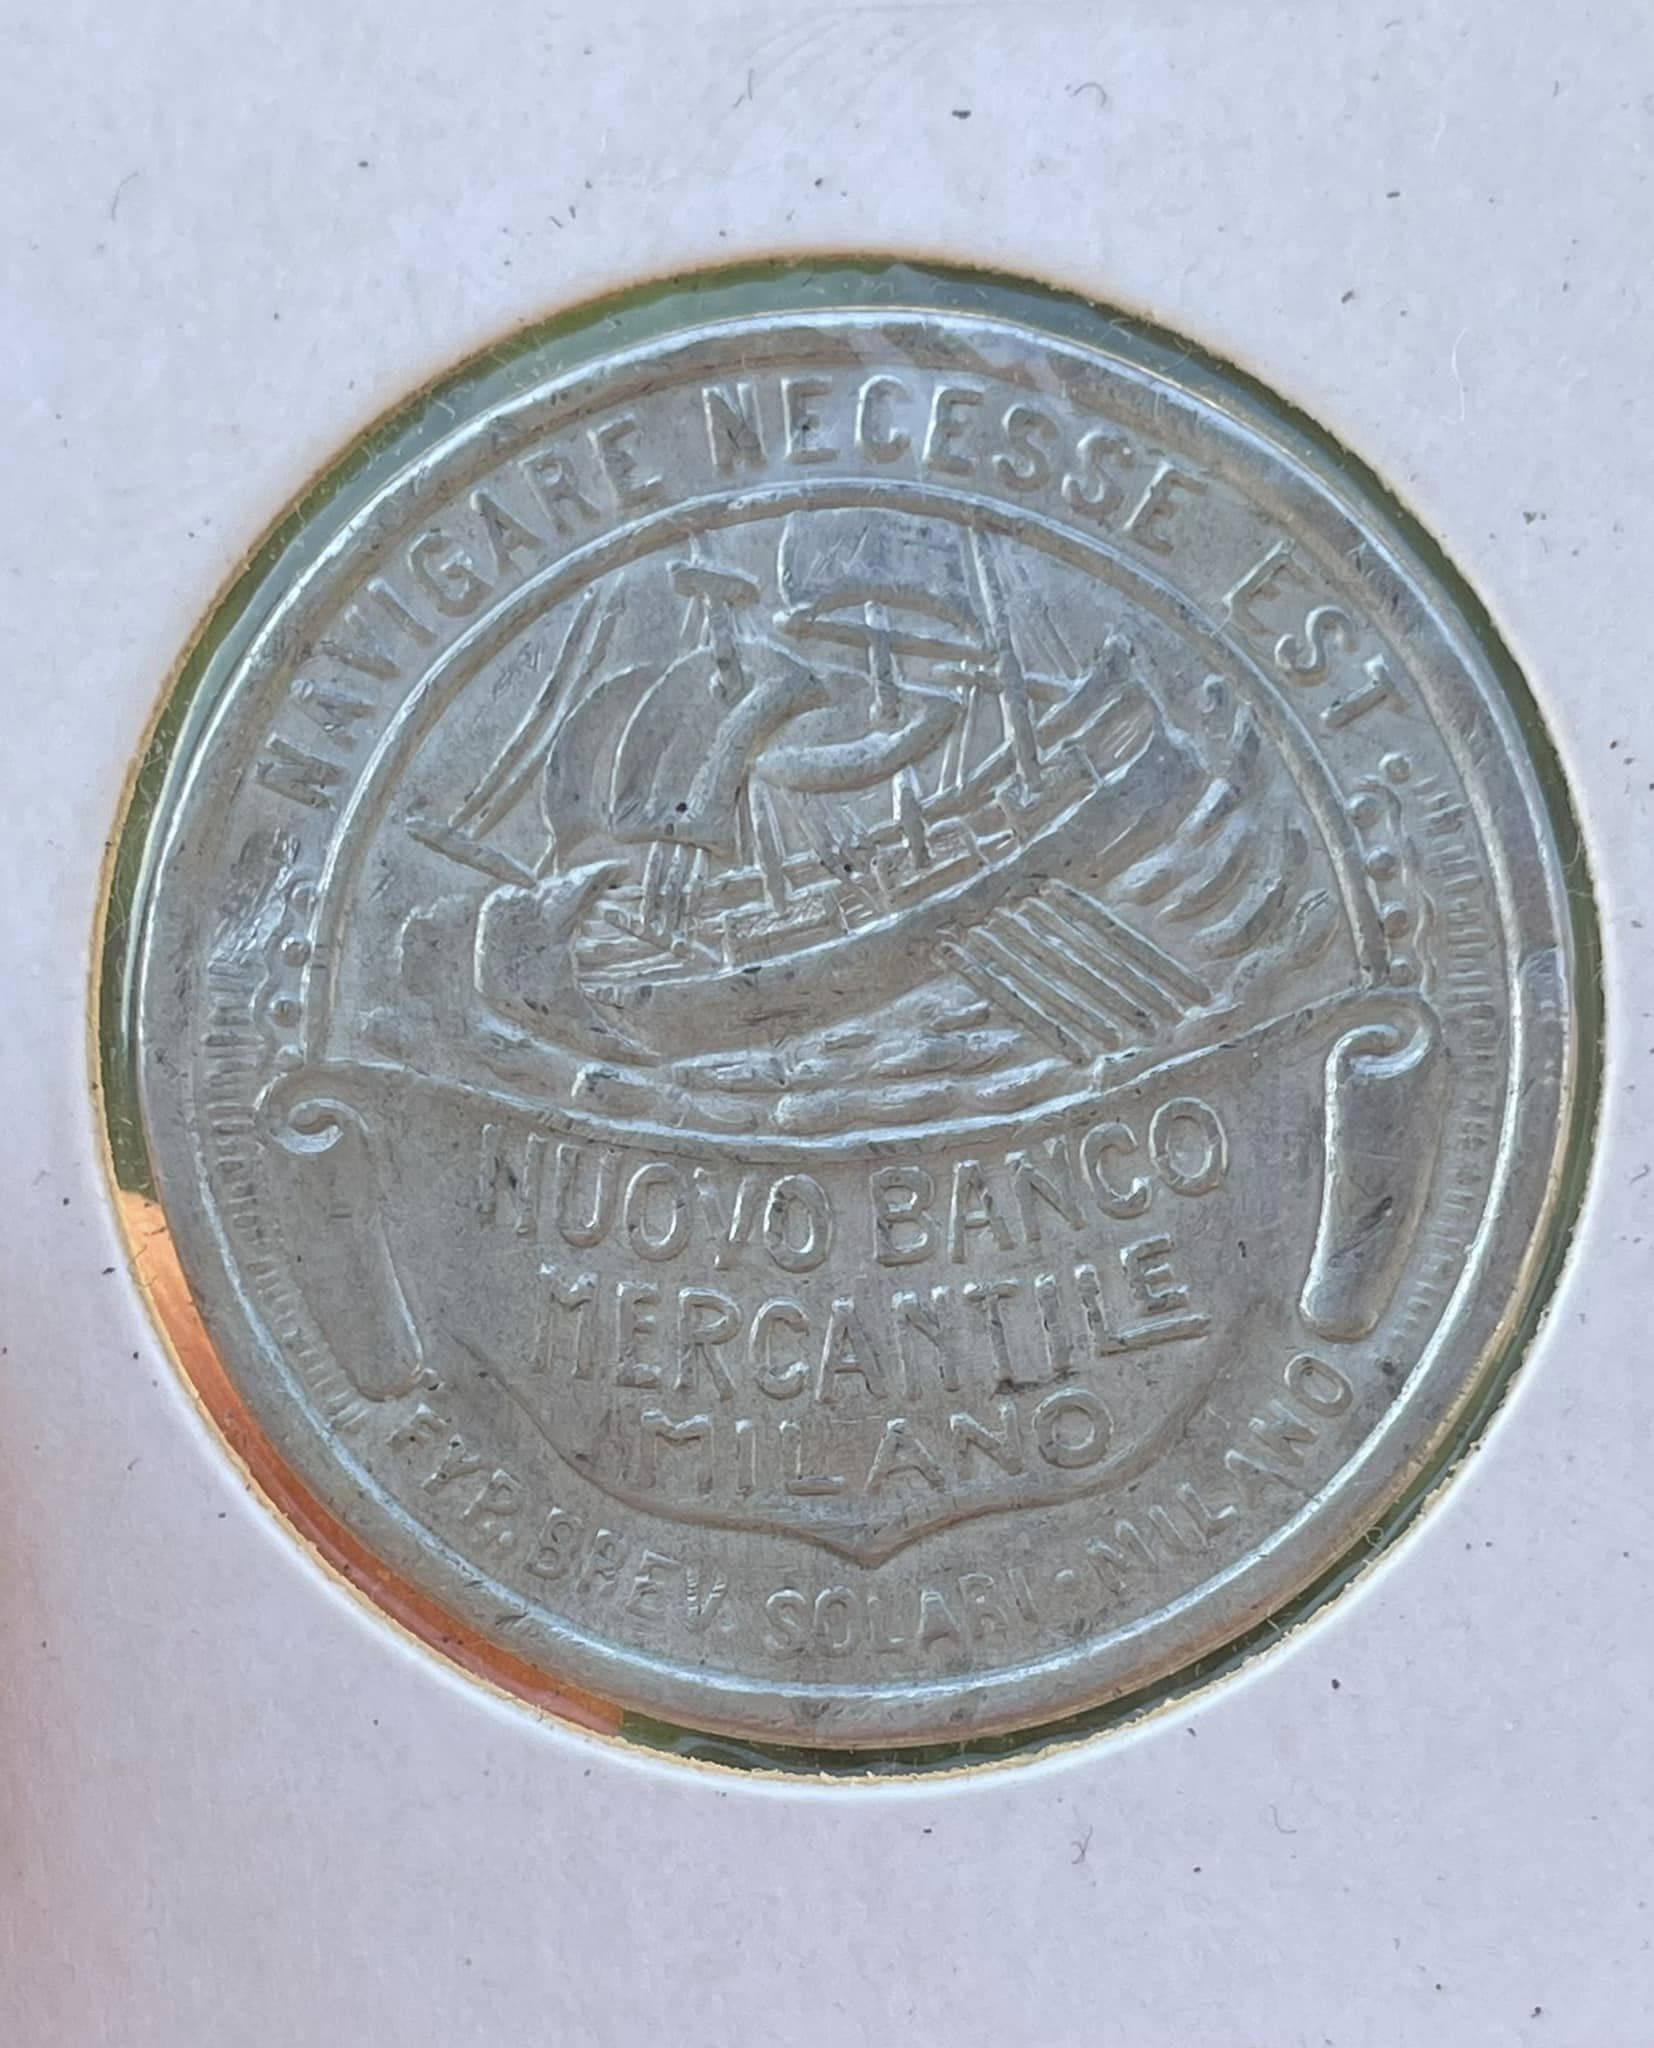 NAVIGARE NECESSE EST ·
NUOVO BANCO
MERCANTILE
MILANO
FYP. BREV. SOLARI - MILANO